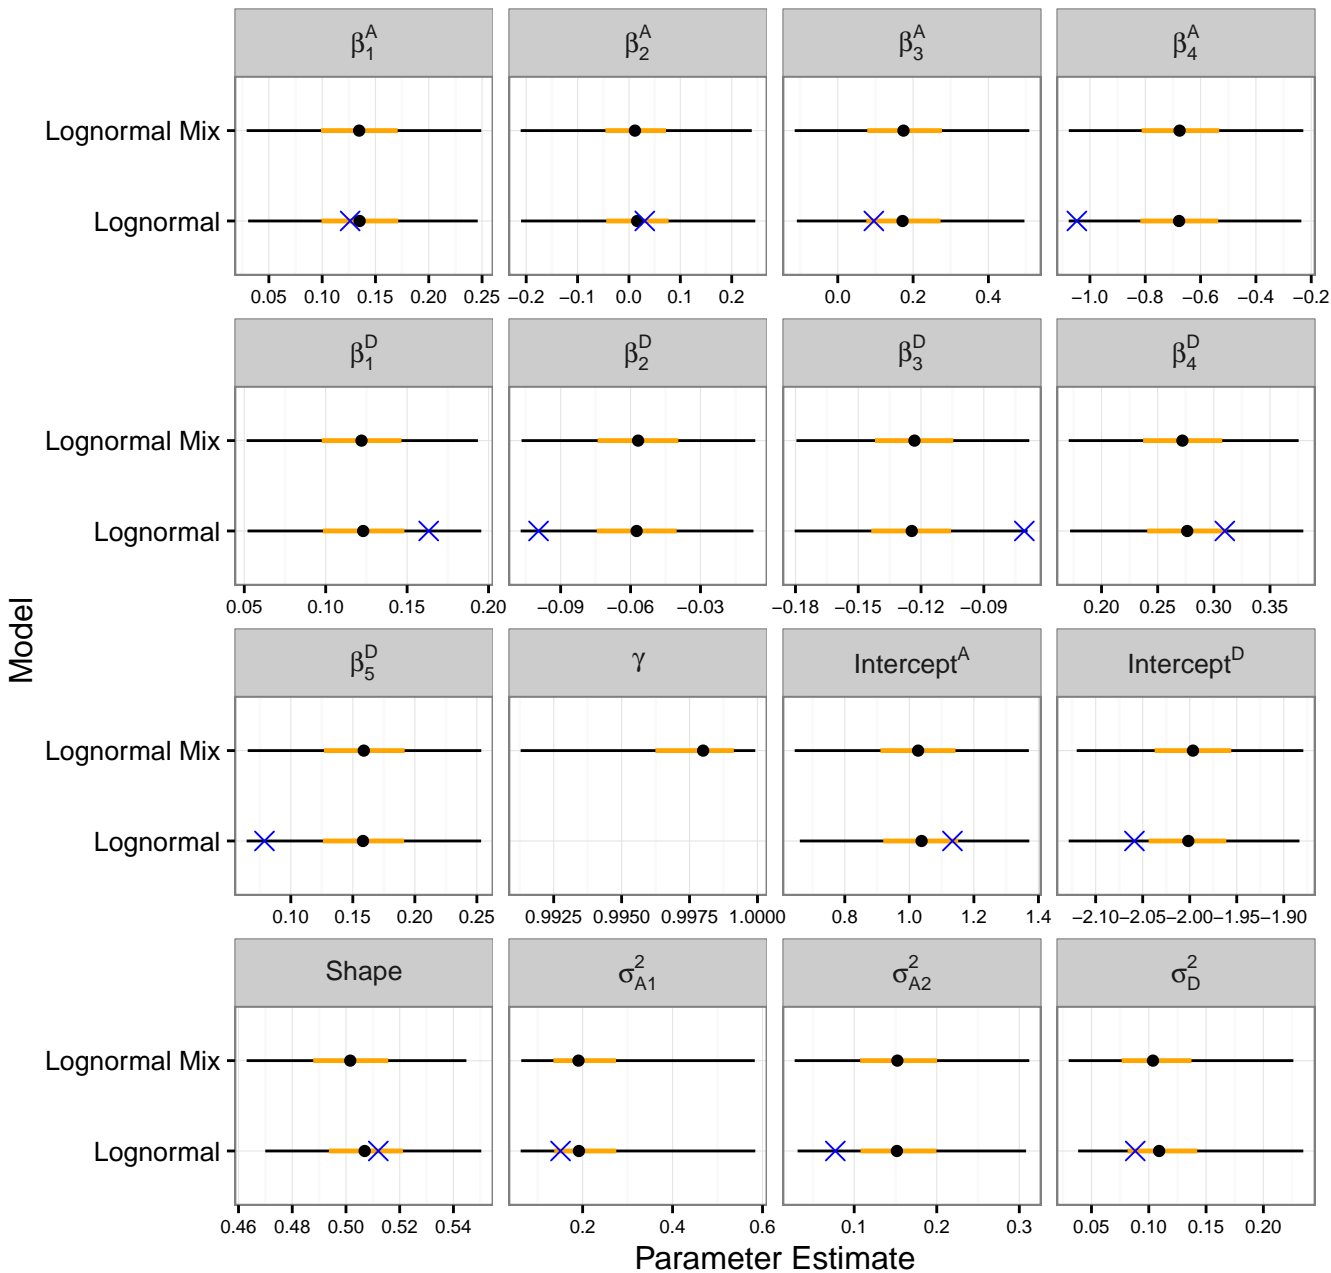 β₁ᴬ β₂ᴬ β₃ᴬ β₄ᴬ
Lognormal Mix
Lognormal
0.05 0.10 0.15 0.20 0.25 −0.2 −0.1 0.0 0.1 0.2 0.0 0.2 0.4 −1.0 −0.8 −0.6 −0.4 −0.2
β₁ᴰ β₂ᴰ β₃ᴰ β₄ᴰ
Lognormal Mix
Lognormal
0.05 0.10 0.15 0.20 −0.09 −0.06 −0.03 −0.18 −0.15 −0.12 −0.09 0.20 0.25 0.30 0.35
Model
β₅ᴰ γ Interceptᴬ Interceptᴰ
Lognormal Mix
Lognormal
0.10 0.15 0.20 0.25 0.9925 0.9950 0.9975 1.0000 0.8 1.0 1.2 1.4 −2.10 −2.05 −2.00 −1.95 −1.90
Shape σ²_A1 σ²_A2 σ²_D
Lognormal Mix
Lognormal
0.46 0.48 0.50 0.52 0.54 0.2 0.4 0.6 0.1 0.2 0.3 0.05 0.10 0.15 0.20
Parameter Estimate